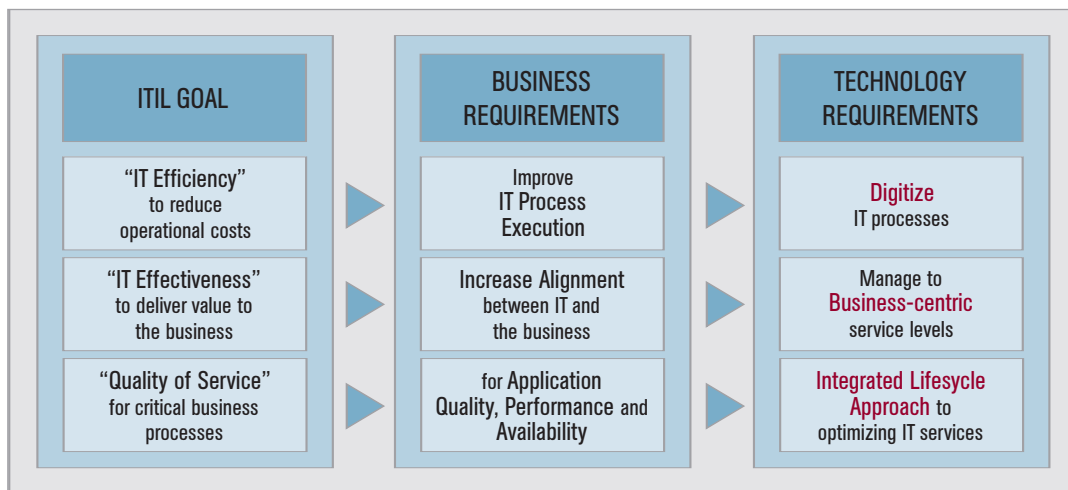 ITIL GOAL
BUSINESS
REQUIREMENTS
TECHNOLOGY
REQUIREMENTS
“IT Efficiency”
to reduce
operational costs
Improve
IT Process
Execution
Digitize
IT processes
“IT Effectiveness”
to deliver value to
the business
Increase Alignment
between IT and
the business
Manage to
Business-centric
service levels
“Quality of Service”
for critical business
processes
for Application
Quality, Performance and
Availability
Integrated Lifesycle
Approach to
optimizing IT services